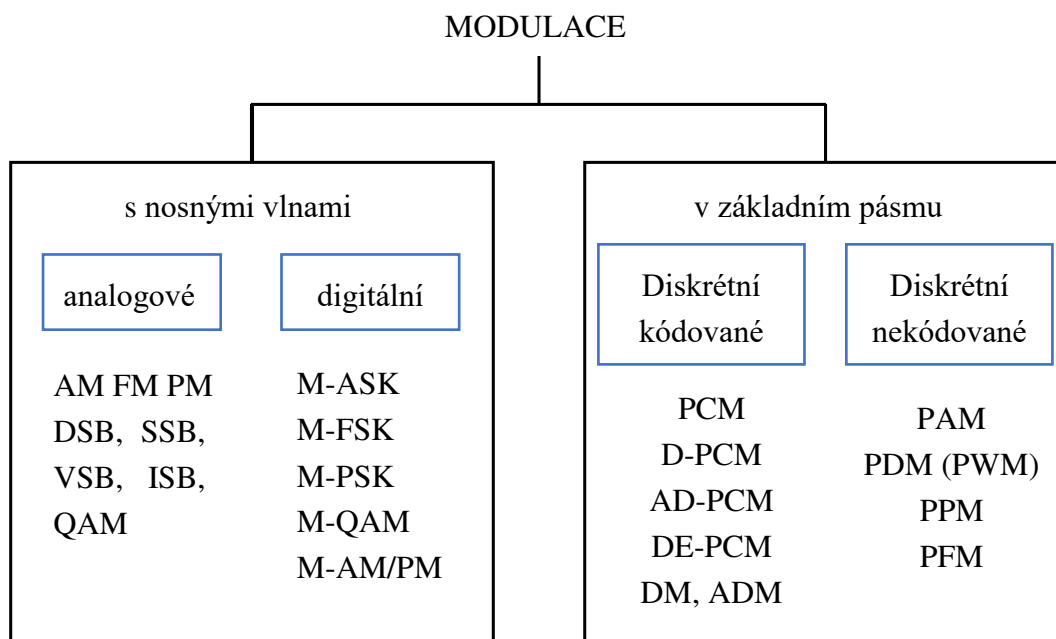 MODULACE
s nosnými vlnami
analogové
AM FM PM
DSB, SSB,
VSB, ISB,
QAM
digitální
M-ASK
M-FSK
M-PSK
M-QAM
M-AM/PM
v základním pásmu
Diskrétní
kódované
PCM
D-PCM
AD-PCM
DE-PCM
DM, ADM
Diskrétní
nekódované
PAM
PDM (PWM)
PPM
PFM